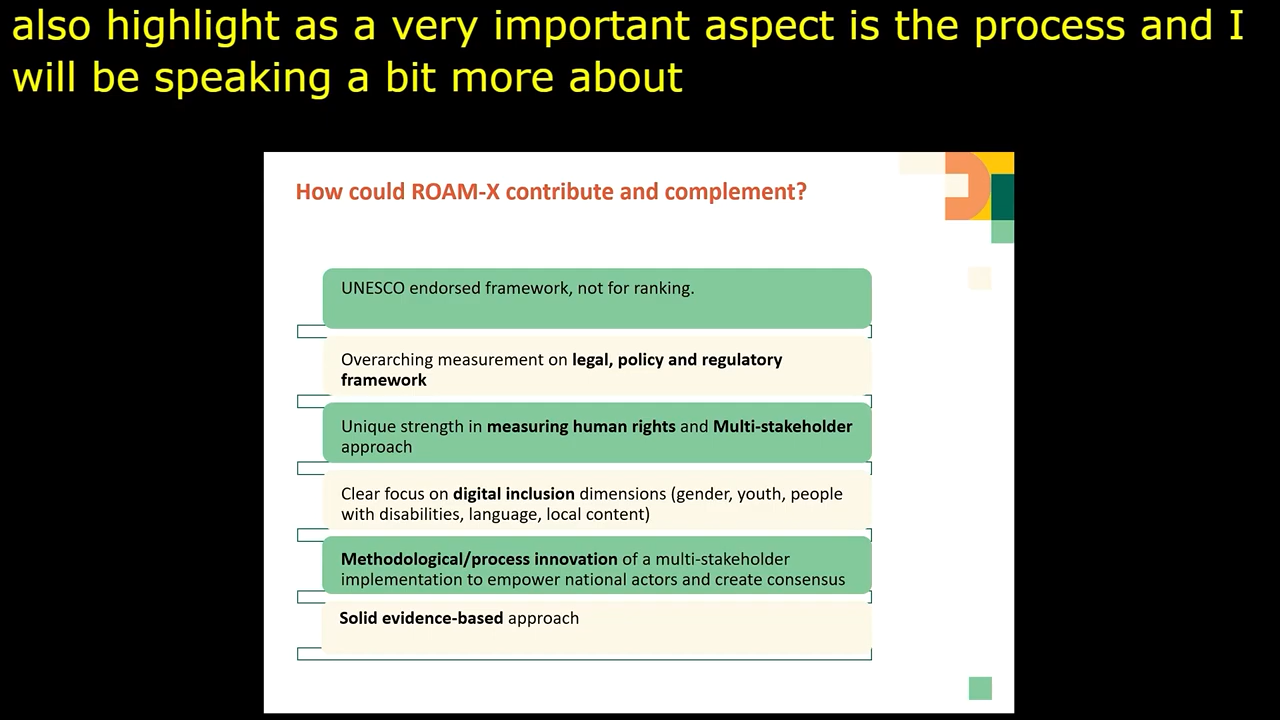 also highlight as a very important aspect is the process and I
will be speaking a bit more about
How could ROAM-X contribute and complement?
UNESCO endorsed framework, not for ranking.
Overarching measurement on legal, policy and regulatory
framework
Unique strength in measuring human rights and Multi-stakeholder
approach
Clear focus on digital inclusion dimensions (gender, youth, people
with disabilities, language, local content)
Methodological/process innovation of a multi-stakeholder
implementation to empower national actors and create consensus
Solid evidence-based approach